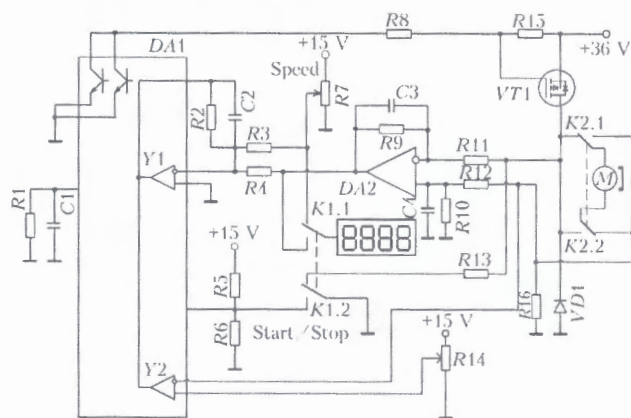 R8
R15
DA1
+15 V
+36 V
Speed
VT1
R2
C2
R7
C3
K2.1
R3
R9
R11
Y1
R4
R12
M
DA2
R1
C1
K1.1
C4
R10
8888
K2.2
+15 V
R13
R5
K1.2
R16
VD1
R6
Start/Stop
+15 V
Y2
R14